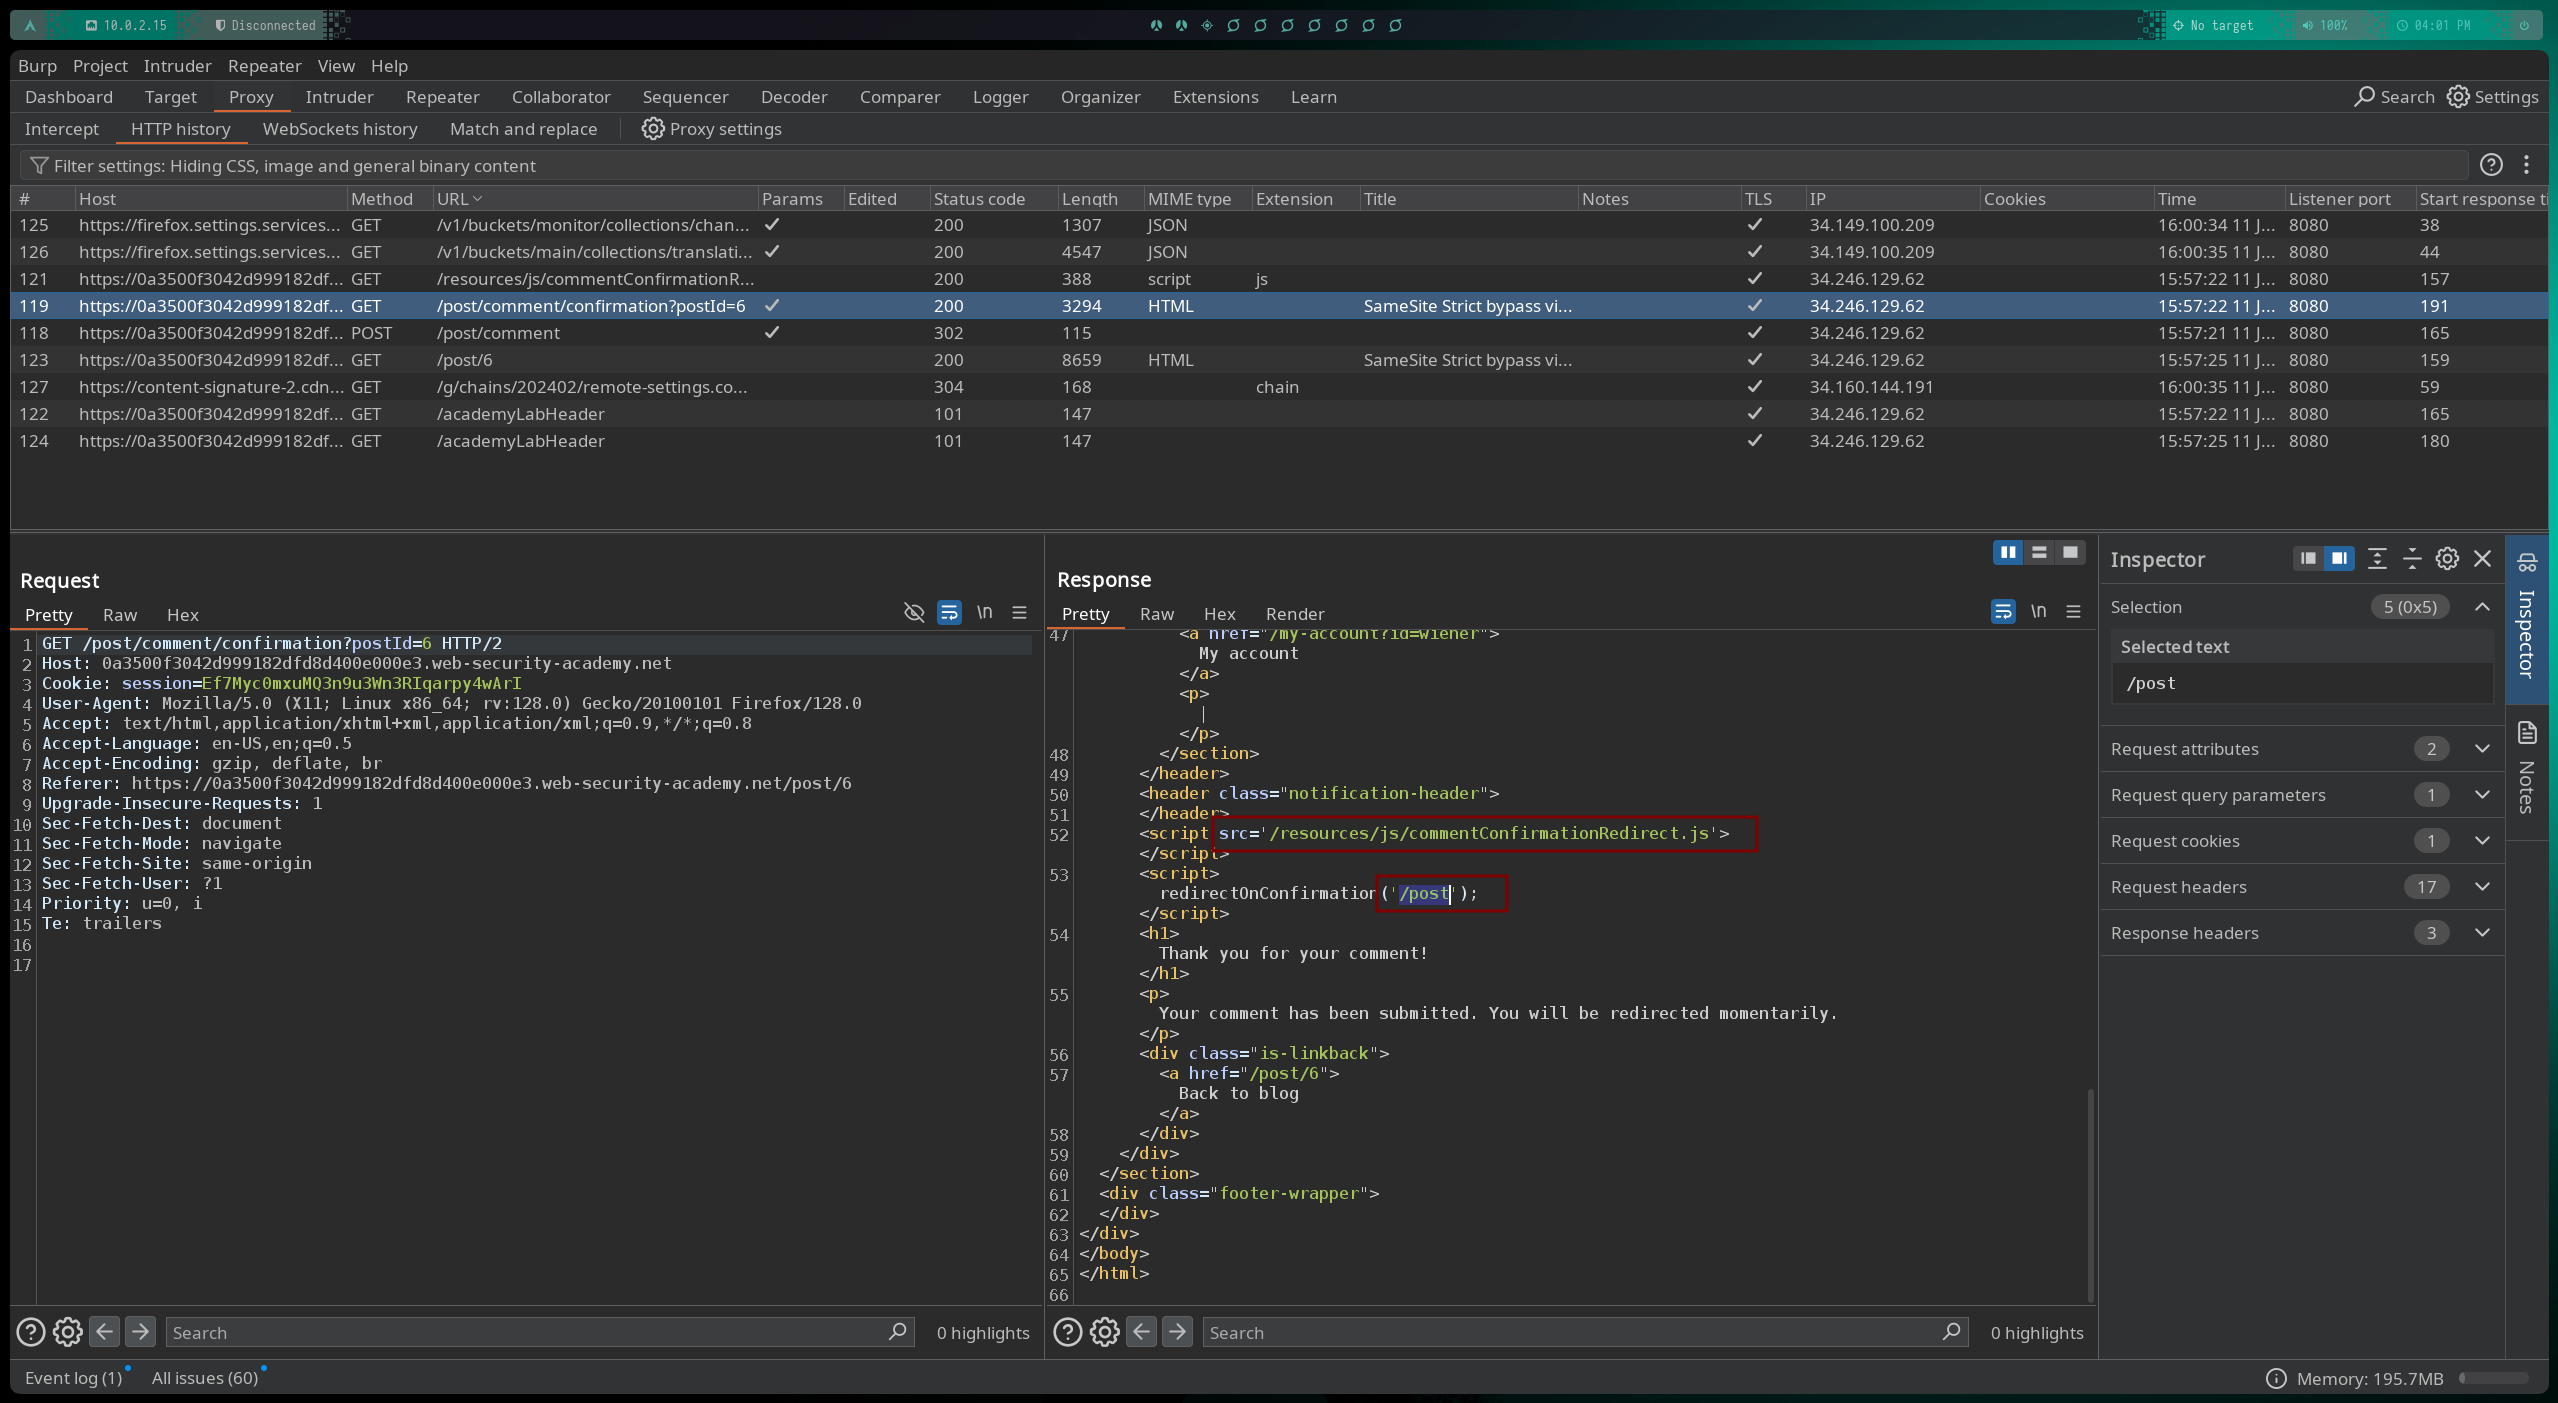 10.0.2.15 Disconnected No target 100% 04:01 PM
Burp Project Intruder Repeater View Help
Dashboard Target Proxy Intruder Repeater Collaborator Sequencer Decoder Comparer Logger Organizer Extensions Learn Search Settings
Intercept HTTP history WebSockets history Match and replace Proxy settings
Filter settings: Hiding CSS, image and general binary content
# Host Method URL Params Edited Status code Length MIME type Extension Title Notes TLS IP Cookies Time Listener port Start response ti
125 https://firefox.settings.services... GET /v1/buckets/monitor/collections/chan... ✓ 200 1307 JSON ✓ 34.149.100.209 16:00:34 11 J... 8080 38
126 https://firefox.settings.services... GET /v1/buckets/main/collections/translati... ✓ 200 4547 JSON ✓ 34.149.100.209 16:00:35 11 J... 8080 44
121 https://0a3500f3042d999182df... GET /resources/js/commentConfirmationR... 200 388 script js ✓ 34.246.129.62 15:57:22 11 J... 8080 157
119 https://0a3500f3042d999182df... GET /post/comment/confirmation?postId=6 ✓ 200 3294 HTML SameSite Strict bypass vi... ✓ 34.246.129.62 15:57:22 11 J... 8080 191
118 https://0a3500f3042d999182df... POST /post/comment ✓ 302 115 ✓ 34.246.129.62 15:57:21 11 J... 8080 165
123 https://0a3500f3042d999182df... GET /post/6 200 8659 HTML SameSite Strict bypass vi... ✓ 34.246.129.62 15:57:25 11 J... 8080 159
127 https://content-signature-2.cdn... GET /g/chains/202402/remote-settings.co... 304 168 chain ✓ 34.160.144.191 16:00:35 11 J... 8080 59
122 https://0a3500f3042d999182df... GET /academyLabHeader 101 147 ✓ 34.246.129.62 15:57:22 11 J... 8080 165
124 https://0a3500f3042d999182df... GET /academyLabHeader 101 147 ✓ 34.246.129.62 15:57:25 11 J... 8080 180
Request
Pretty Raw Hex \n
1 GET /post/comment/confirmation?postId=6 HTTP/2
2 Host: 0a3500f3042d999182dfd8d400e000e3.web-security-academy.net
3 Cookie: session=Ef7Myc0mxuMQ3n9u3Wn3RIqarpy4wArI
4 User-Agent: Mozilla/5.0 (X11; Linux x86_64; rv:128.0) Gecko/20100101 Firefox/128.0
5 Accept: text/html,application/xhtml+xml,application/xml;q=0.9,*/*;q=0.8
6 Accept-Language: en-US,en;q=0.5
7 Accept-Encoding: gzip, deflate, br
8 Referer: https://0a3500f3042d999182dfd8d400e000e3.web-security-academy.net/post/6
9 Upgrade-Insecure-Requests: 1
10 Sec-Fetch-Dest: document
11 Sec-Fetch-Mode: navigate
12 Sec-Fetch-Site: same-origin
13 Sec-Fetch-User: ?1
14 Priority: u=0, i
15 Te: trailers
16
17
Search 0 highlights
Response
Pretty Raw Hex Render \n
47 <a href="/my-account?id=wiener">
My account
</a>
<p>
|
</p>
48 </section>
49 </header>
50 <header class="notification-header">
51 </header>
52 <script src='/resources/js/commentConfirmationRedirect.js'>
</script>
53 <script>
redirectOnConfirmation('/post');
</script>
54 <h1>
Thank you for your comment!
</h1>
55 <p>
Your comment has been submitted. You will be redirected momentarily.
</p>
56 <div class="is-linkback">
57 <a href="/post/6">
Back to blog
</a>
58 </div>
59 </div>
60 </section>
61 <div class="footer-wrapper">
62 </div>
63 </div>
64 </body>
65 </html>
66
Search 0 highlights
Inspector
Selection 5 (0x5)
Selected text
/post
Request attributes 2
Request query parameters 1
Request cookies 1
Request headers 17
Response headers 3
Inspector
Notes
Event log (1) All issues (60) Memory: 195.7MB